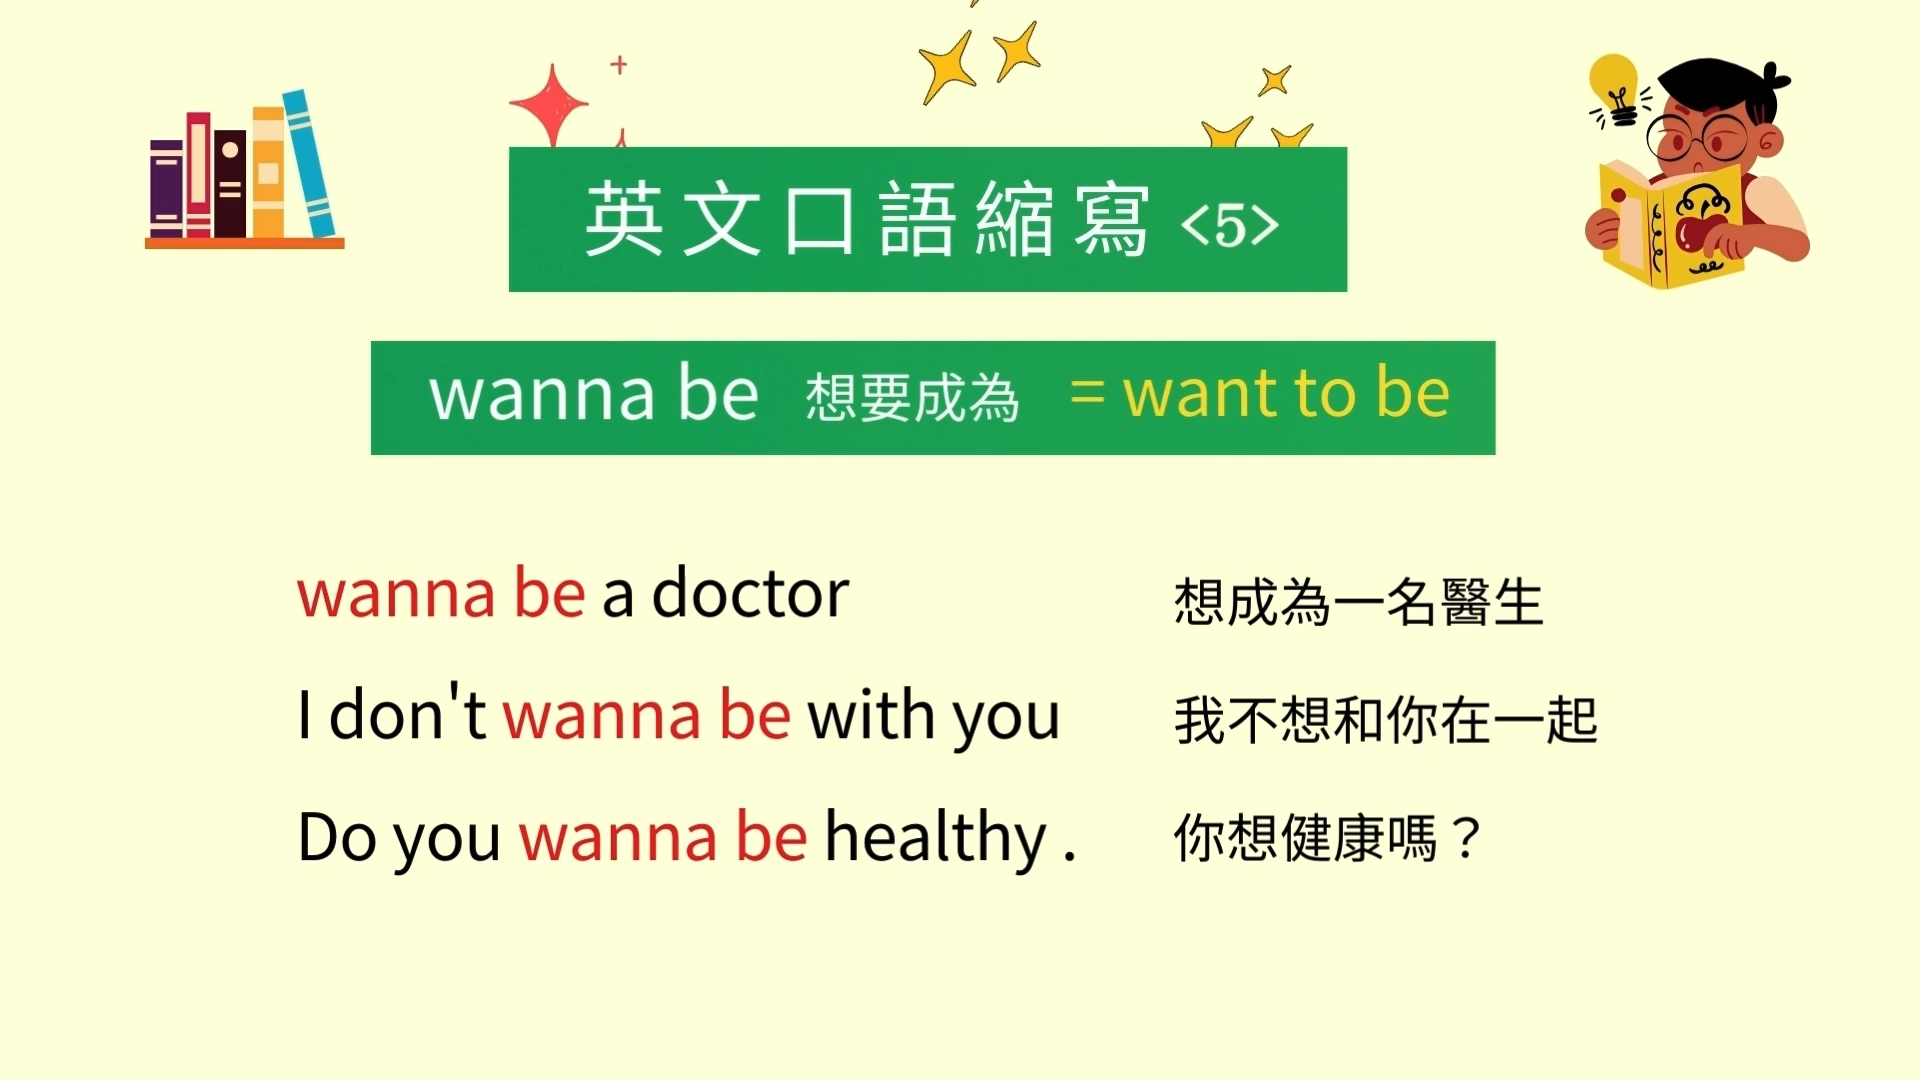 英文口語縮寫 <5>
wanna be 想要成為 = want to be
wanna be a doctor 想成為一名醫生
I don't wanna be with you 我不想和你在一起
Do you wanna be healthy . 你想健康嗎？